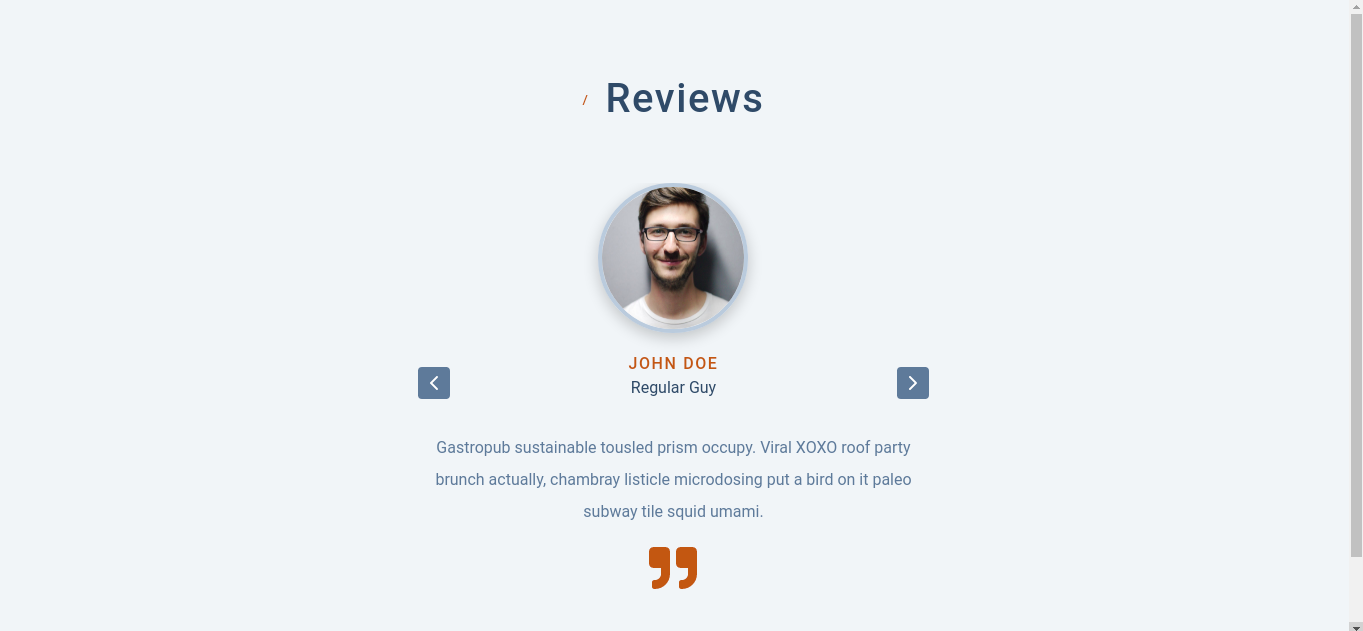 / Reviews
JOHN DOE
Regular Guy
Gastropub sustainable tousled prism occupy. Viral XOXO roof party
brunch actually, chambray listicle microdosing put a bird on it paleo
subway tile squid umami.